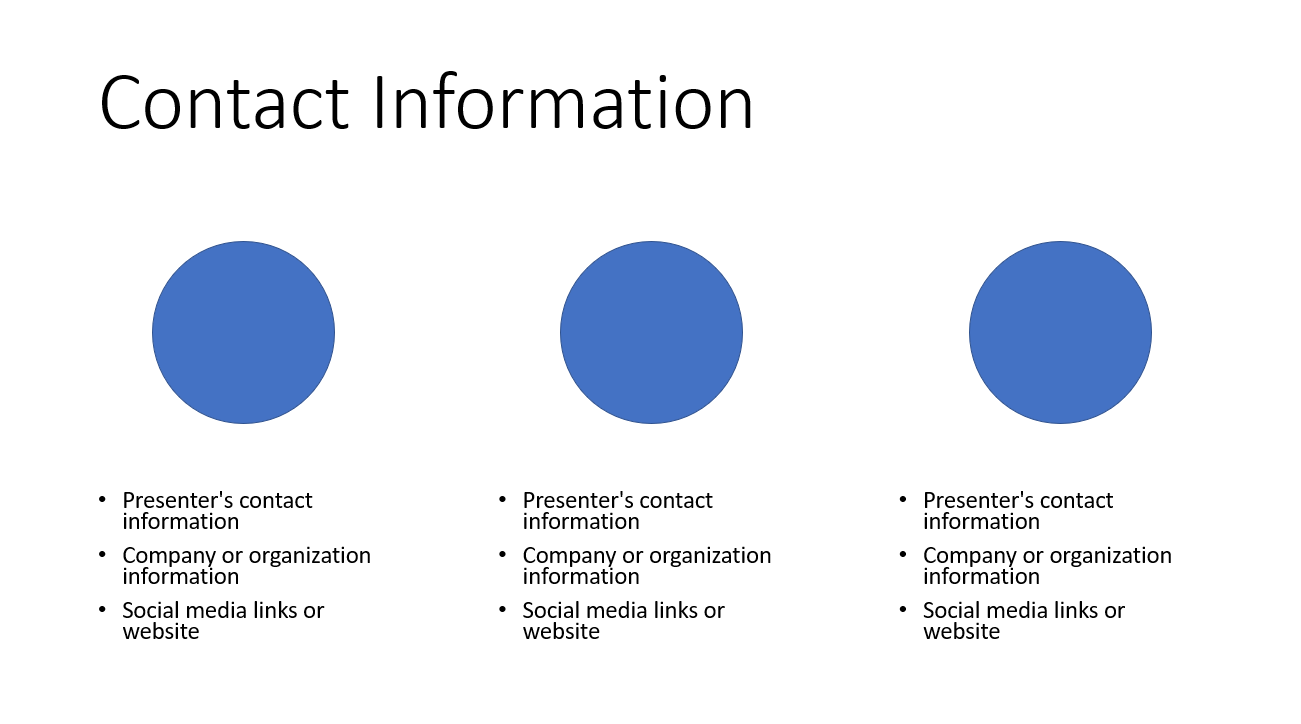 Contact Information
• Presenter's contact
information
• Company or organization
information
• Social media links or
website
• Presenter's contact
information
• Company or organization
information
• Social media links or
website
• Presenter's contact
information
• Company or organization
information
• Social media links or
website